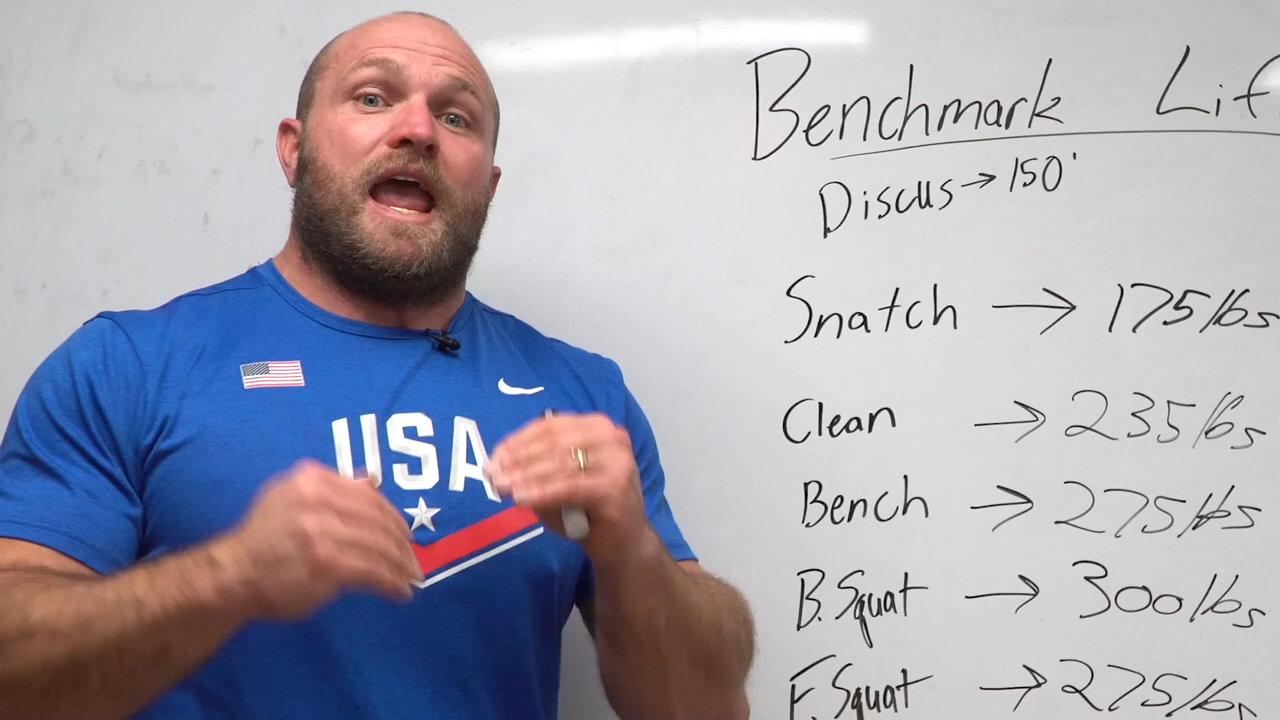 USA
Benchmark Lif
Discus → 150'
Snatch → 175lbs
Clean → 235lbs
Bench → 275lbs
B. Squat → 300lbs
F. Squat → 275lbs